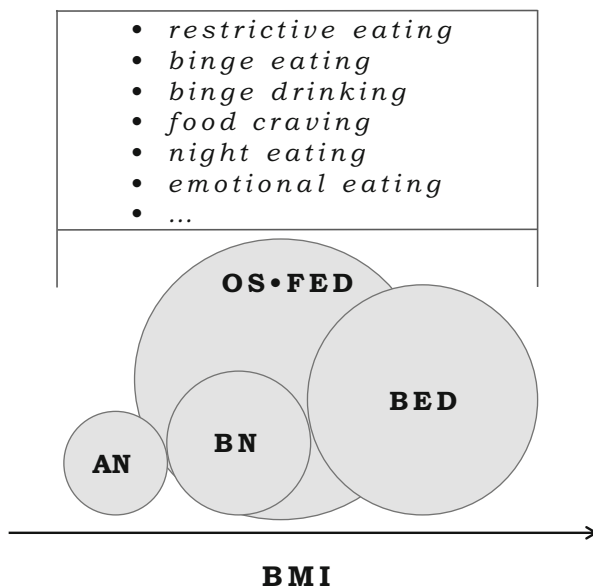 • restrictive eating
• binge eating
• binge drinking
• food craving
• night eating
• emotional eating
• ...
OS•FED
BED
BN
AN
BMI